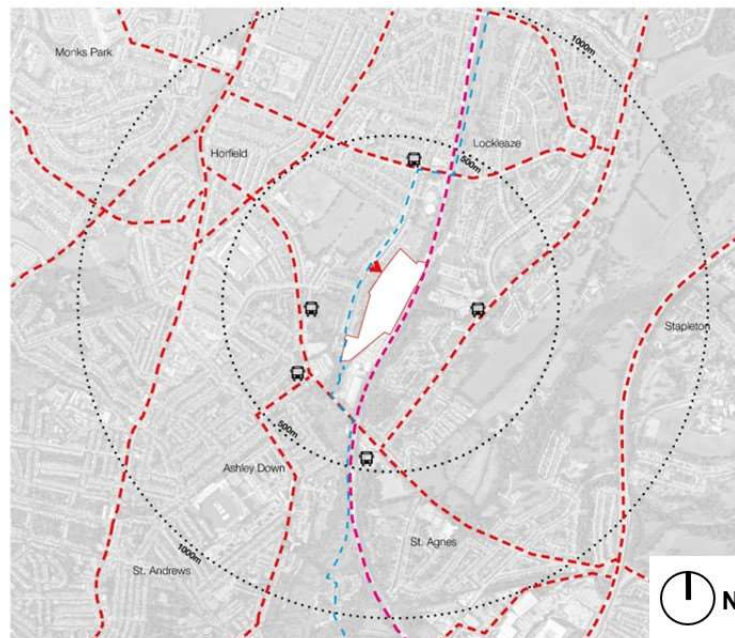 Monks Park
1000m
Lockleaze
Horfield
500m
Stapleton
500m
Ashley Down
St. Agnes
1000m
St. Andrews
N